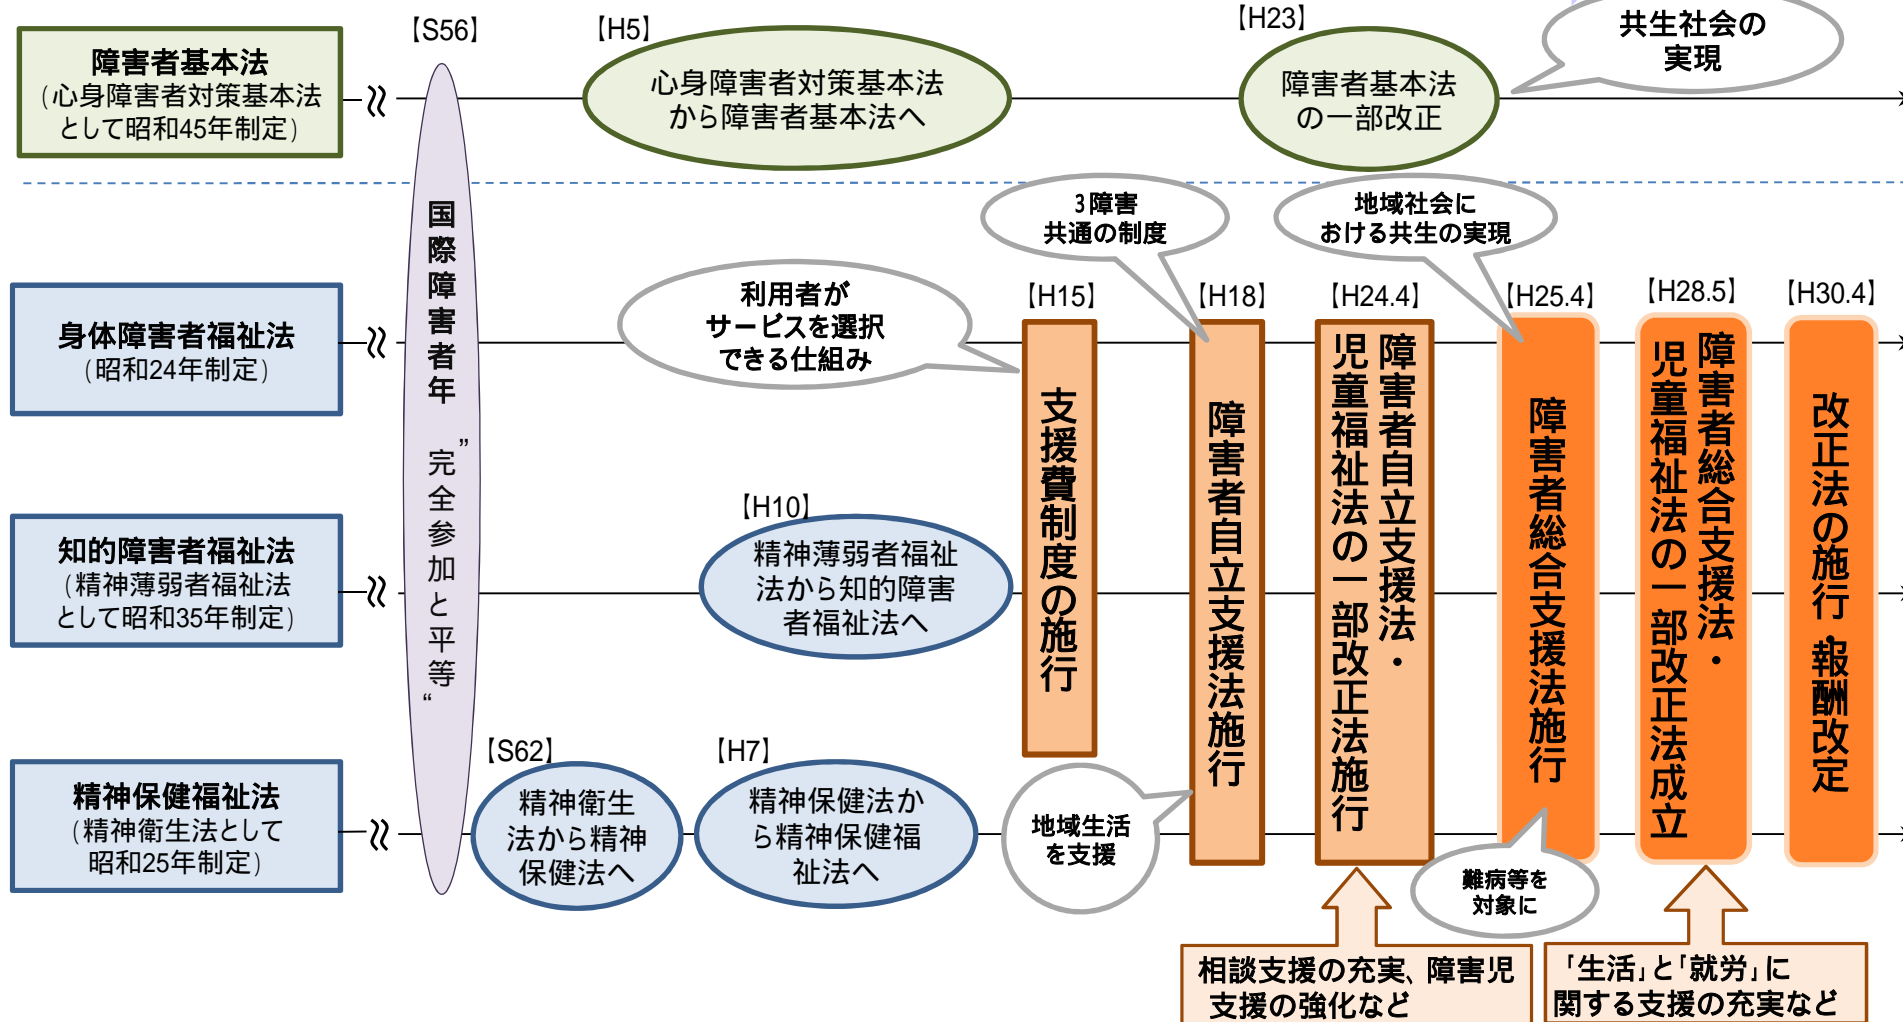 【S56】
【H5】
【H23】
共生社会の
実現
障害者基本法
(心身障害者対策基本法
として昭和45年制定)
心身障害者対策基本法
から障害者基本法へ
障害者基本法
の一部改正
国際障害者年 “完全参加と平等”
3障害
共通の制度
地域社会に
おける共生の実現
利用者が
サービスを選択
できる仕組み
【H15】
【H18】
【H24.4】
【H25.4】
【H28.5】
【H30.4】
身体障害者福祉法
(昭和24年制定)
支援費制度の施行
障害者自立支援法施行
障害者自立支援法・
児童福祉法の一部改正法施行
障害者総合支援法施行
障害者総合支援法・
児童福祉法の一部改正法成立
改正法の施行・報酬改定
【H10】
知的障害者福祉法
(精神薄弱者福祉法
として昭和35年制定)
精神薄弱者福祉
法から知的障害
者福祉法へ
【S62】
【H7】
精神保健福祉法
(精神衛生法として
昭和25年制定)
精神衛生
法から精神
保健法へ
精神保健法か
ら精神保健福
祉法へ
地域生活
を支援
難病等を
対象に
相談支援の充実、障害児
支援の強化など
「生活」と「就労」に
関する支援の充実など